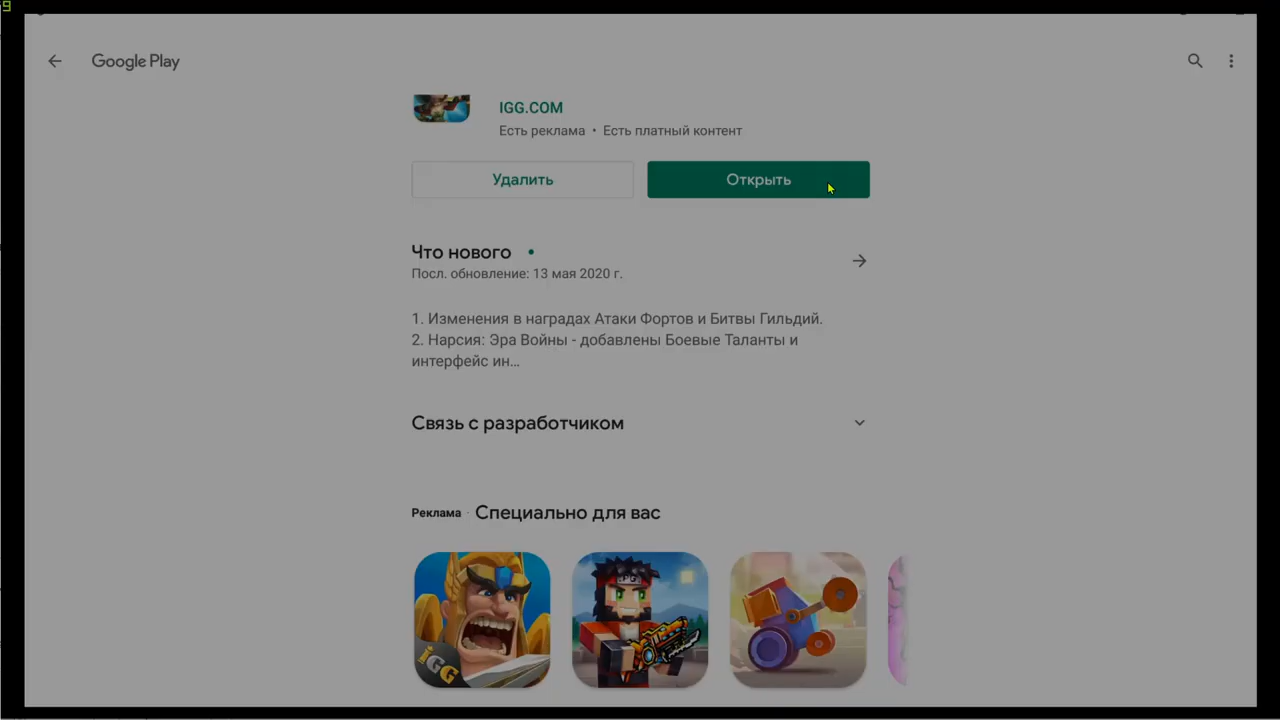 9
Google Play
IGG.COM
Есть реклама • Есть платный контент
Удалить
Открыть
Что нового •
Посл. обновление: 13 мая 2020 г.
1. Изменения в наградах Атаки Фортов и Битвы Гильдий.
2. Нарсия: Эра Войны - добавлены Боевые Таланты и
интерфейс ин...
Связь с разработчиком
Реклама · Специально для вас
IGG
PG